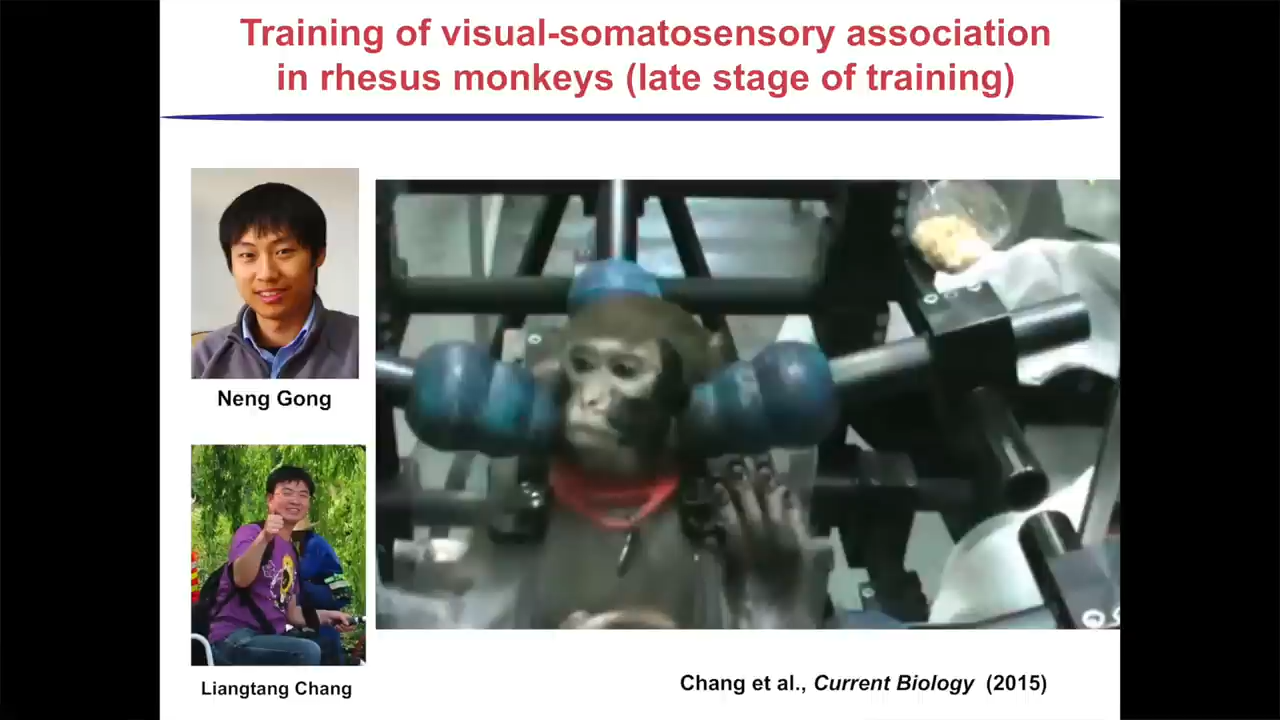 Training of visual-somatosensory association
in rhesus monkeys (late stage of training)
Neng Gong
Liangtang Chang
Chang et al., Current Biology (2015)